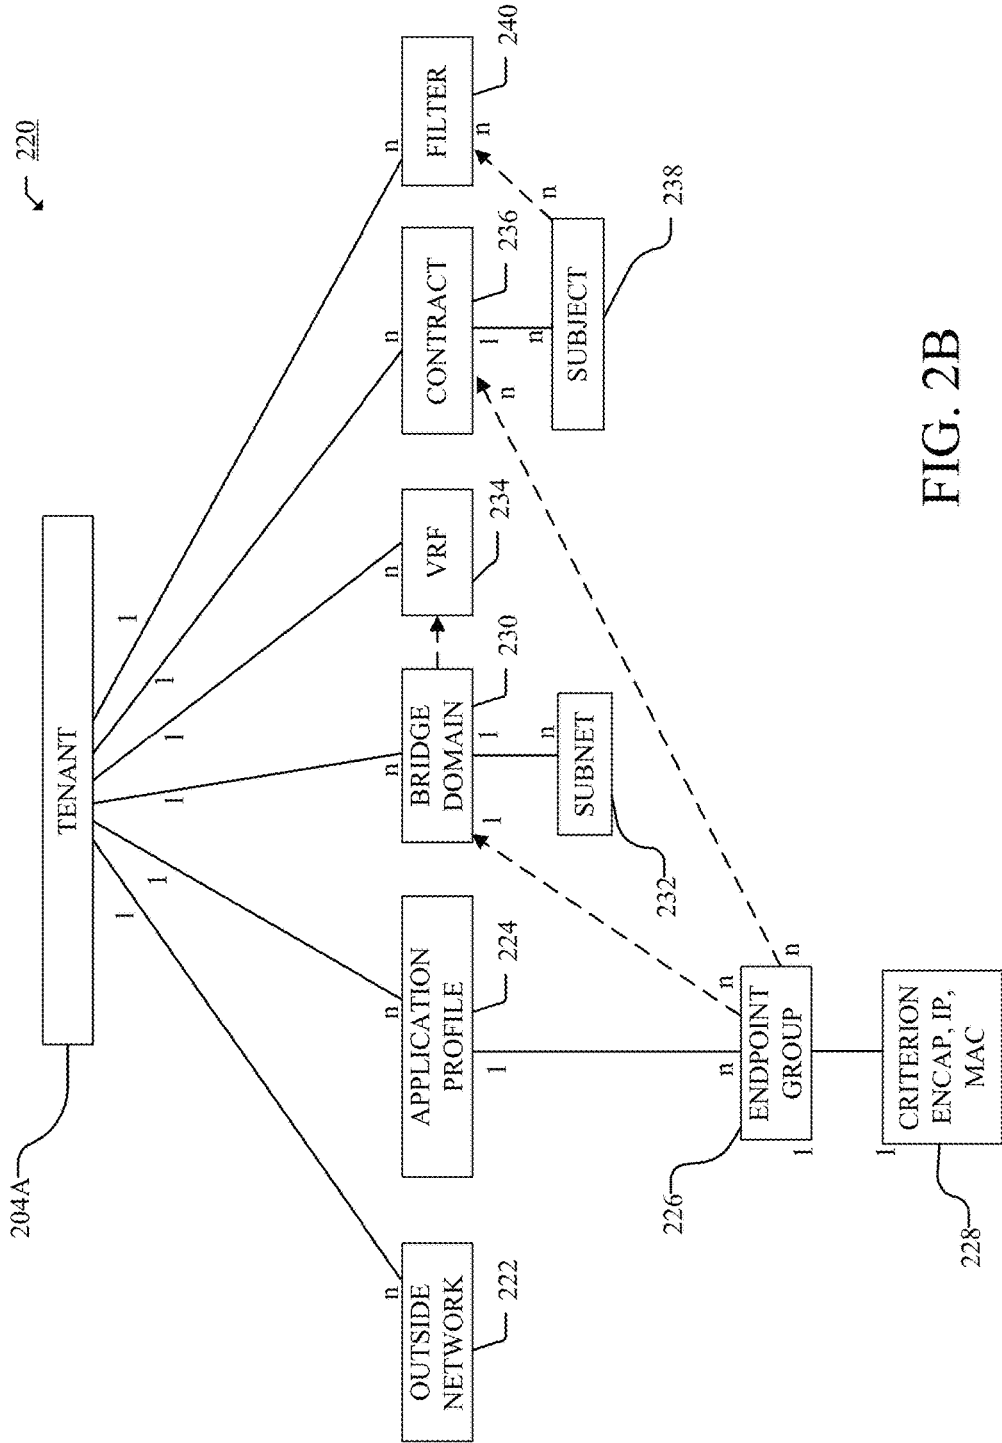 220
204A
TENANT
1
1
1
1
1
1
n
n
n
n
n
n
OUTSIDE
NETWORK
222
APPLICATION
PROFILE
224
BRIDGE
DOMAIN
230
VRF
234
CONTRACT
236
FILTER
240
1
1
1
1
n
n
n
n
SUBNET
232
SUBJECT
238
n
n
n
n
226
ENDPOINT
GROUP
1
1
CRITERION
ENCAP, IP,
MAC
228
FIG. 2B